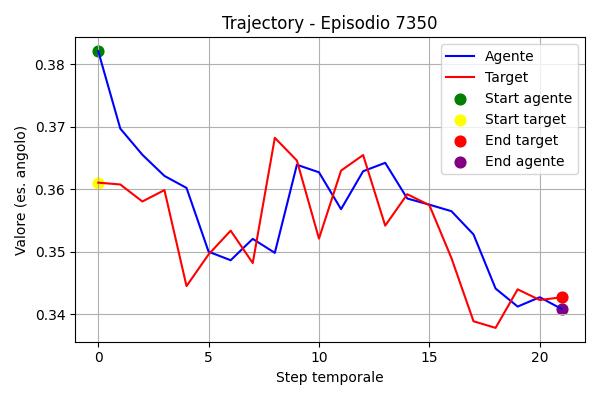 Trajectory - Episodio 7350
Valore (es. angolo)
0.38
0.37
0.36
0.35
0.34
Agente
Target
Start agente
Start target
End target
End agente
0
5
10
15
20
Step temporale